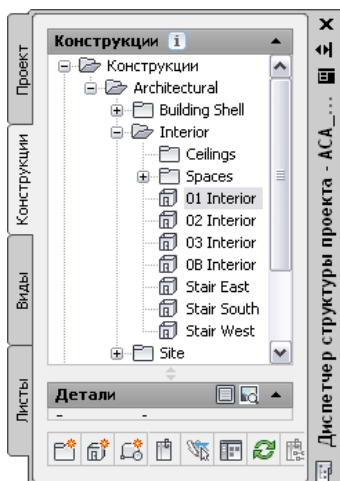 Проект
Конструкции
Виды
Листы
Конструкции
Конструкции
Architectural
Building Shell
Interior
Ceilings
Spaces
01 Interior
02 Interior
03 Interior
0B Interior
Stair East
Stair South
Stair West
Site
Детали
- -
Диспетчер структуры проекта - ACA_...